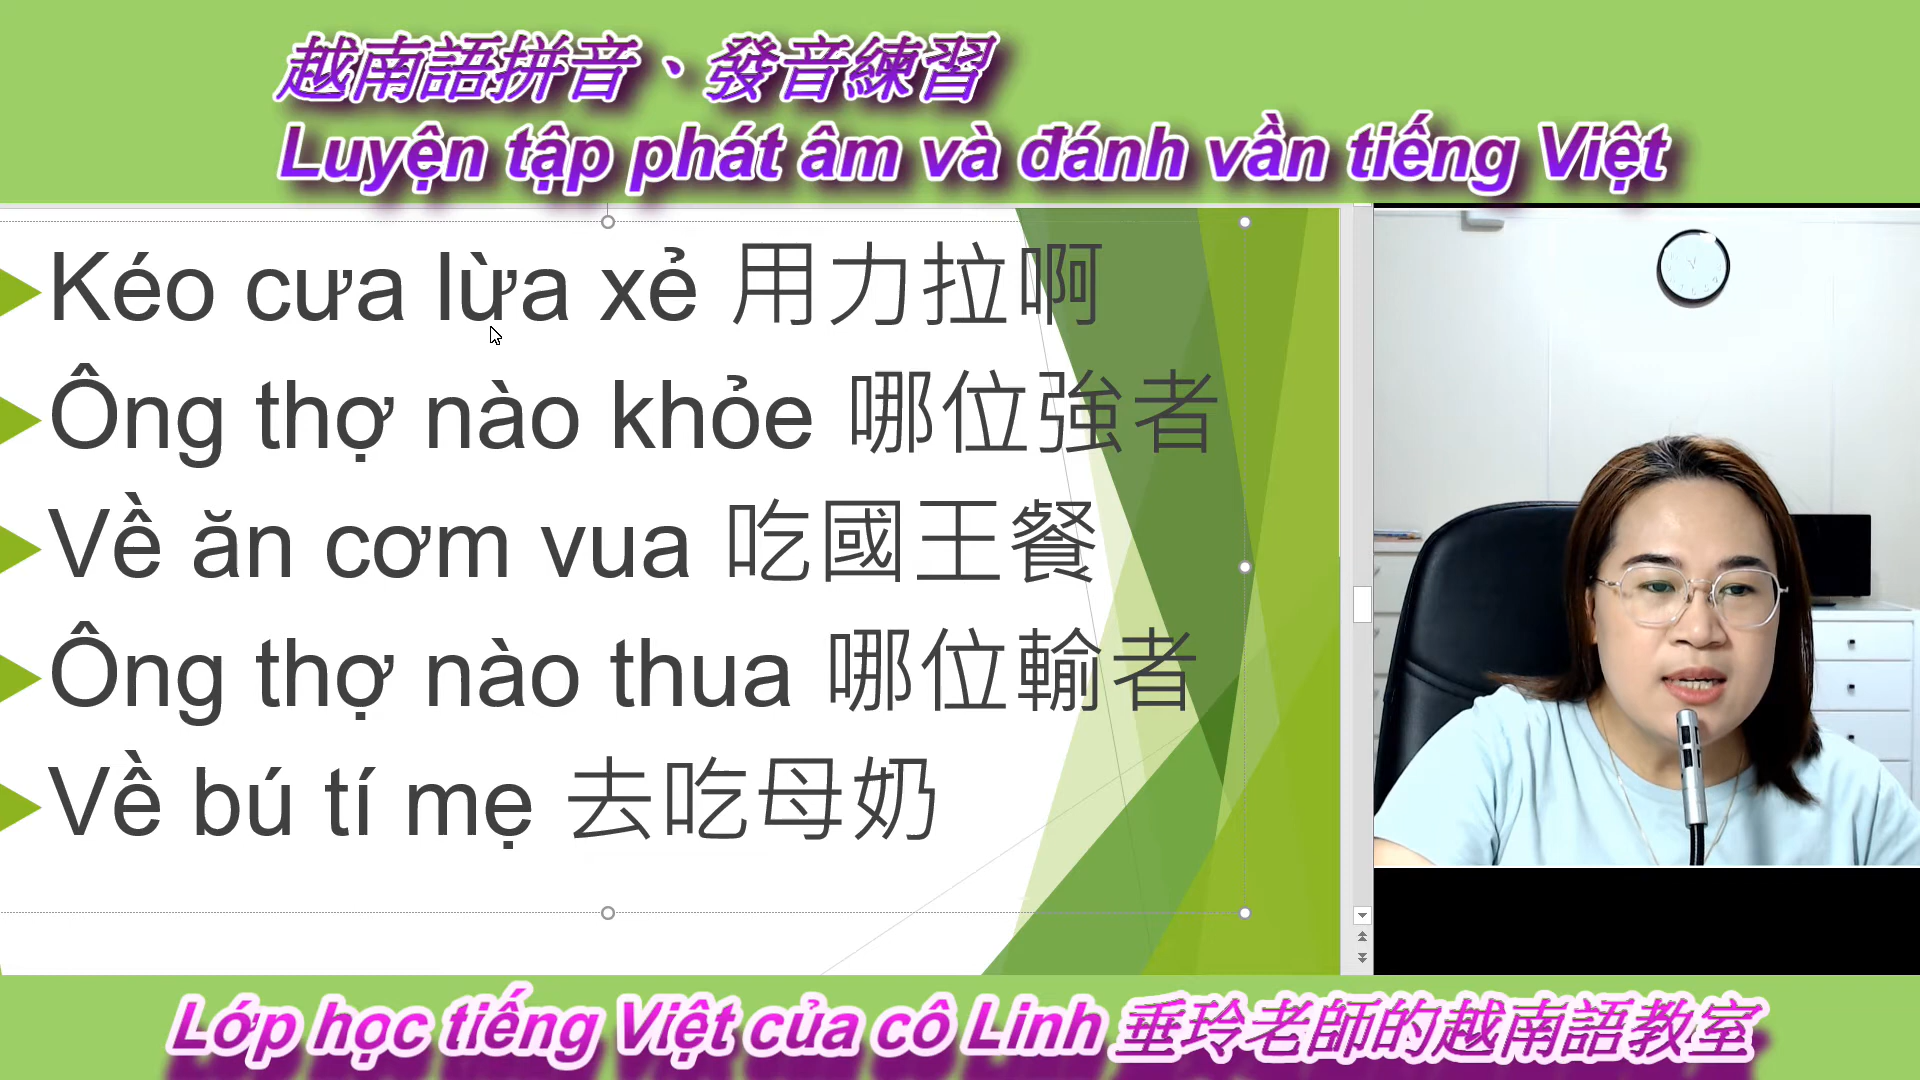 越南語拼音、發音練習
Luyện tập phát âm và đánh vần tiếng Việt
Kéo cưa lừa xẻ 用力拉啊
Ông thợ nào khỏe 哪位強者
Về ăn cơm vua 吃國王餐
Ông thợ nào thua 哪位輸者
Về bú tí mẹ 去吃母奶
Lớp học tiếng Việt của cô Linh 垂玲老師的越南語教室